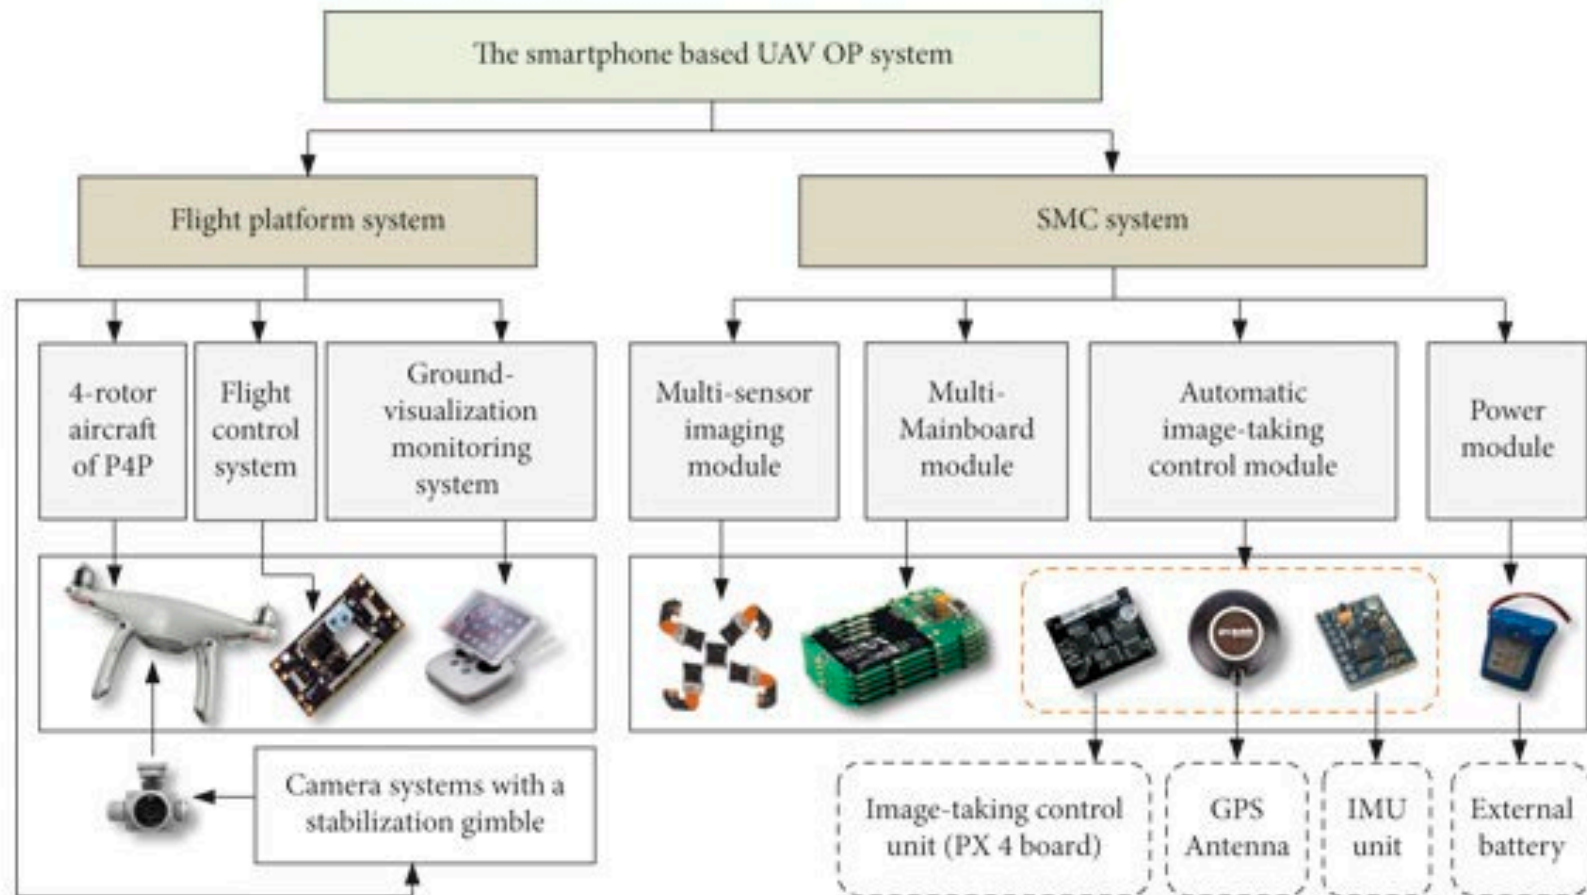 The smartphone based UAV OP system
Flight platform system
SMC system
4-rotor
aircraft
of P4P
Flight
control
system
Ground-
visualization
monitoring
system
Multi-sensor
imaging
module
Multi-
Mainboard
module
Automatic
image-taking
control module
Power
module
Camera systems with a
stabilization gimble
Image-taking control
unit (PX 4 board)
GPS
Antenna
IMU
unit
External
battery